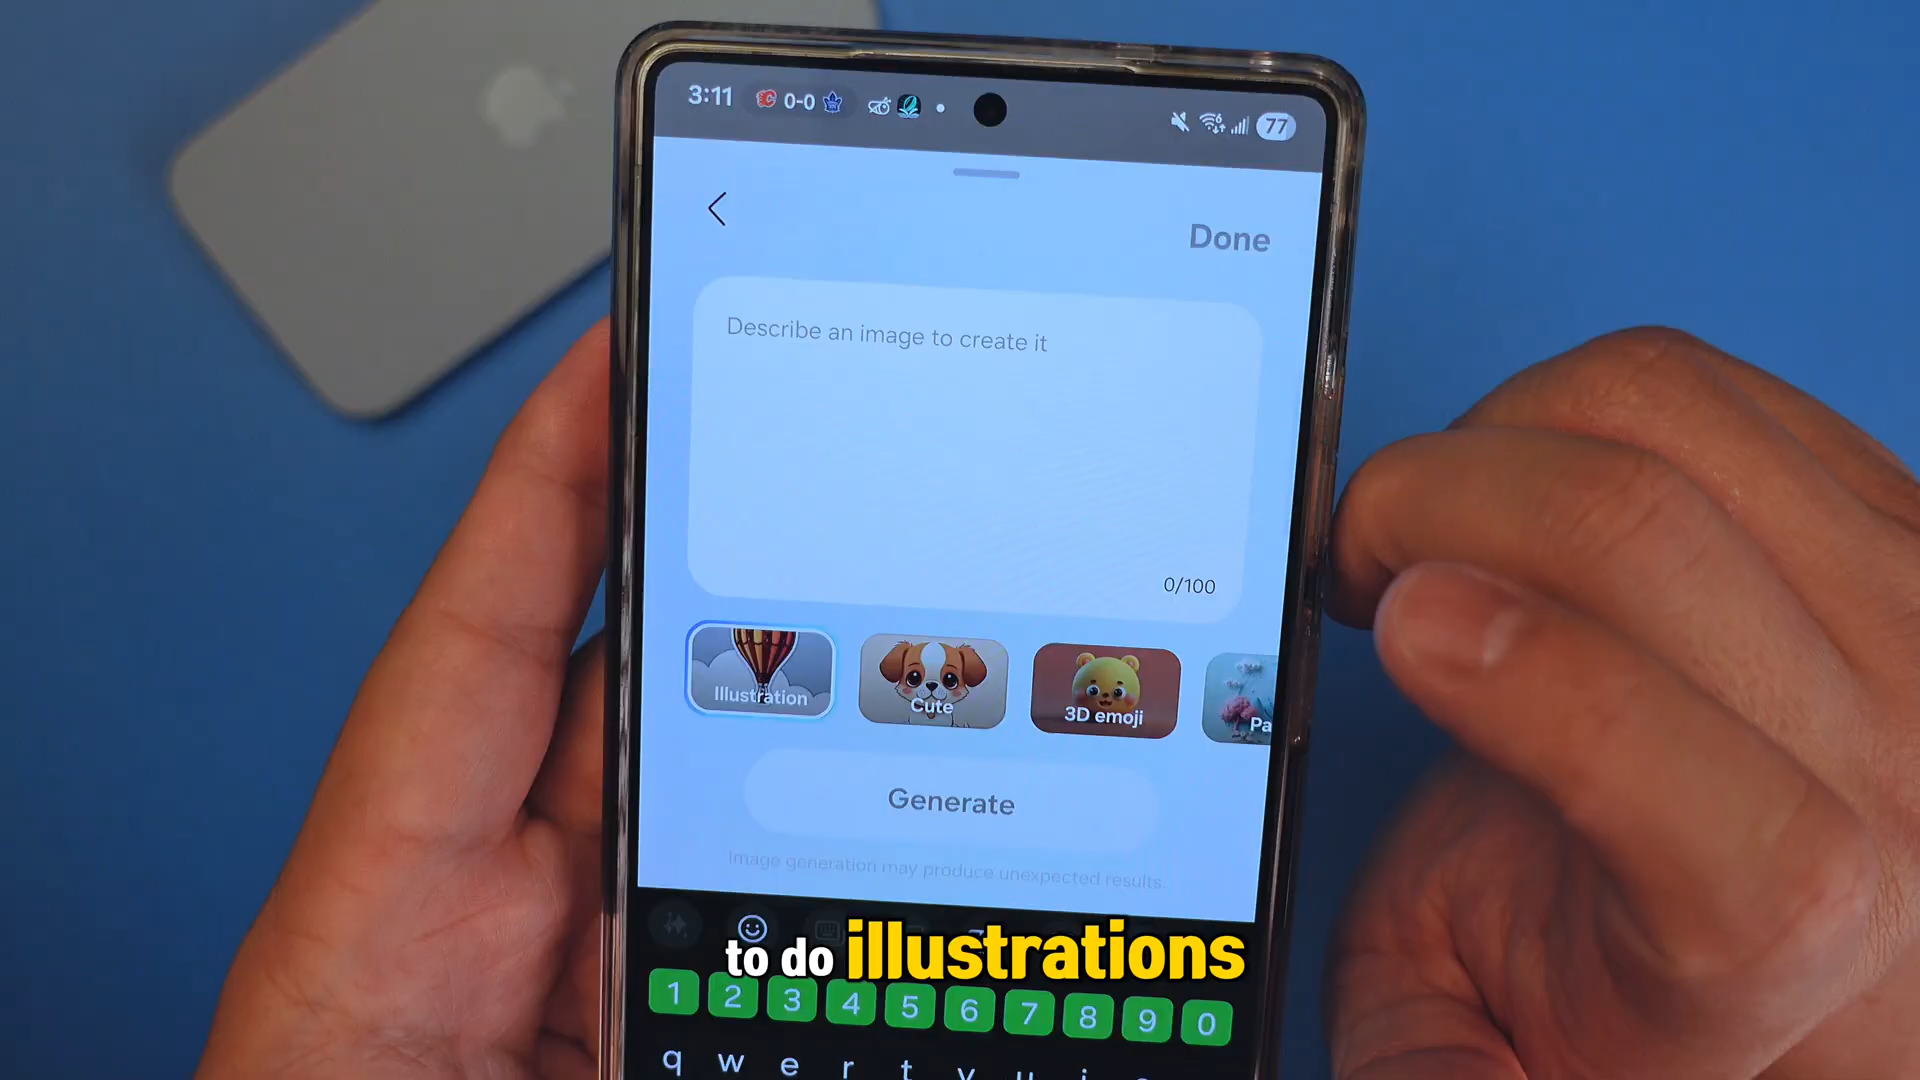 3:11 0-0 77
Done
Describe an image to create it
0/100
Illustration Cute 3D emoji Pa
Generate
Image generation may produce unexpected results.
to do illustrations
1 2 3 4 5 6 7 8 9 0
q w e r t y u i